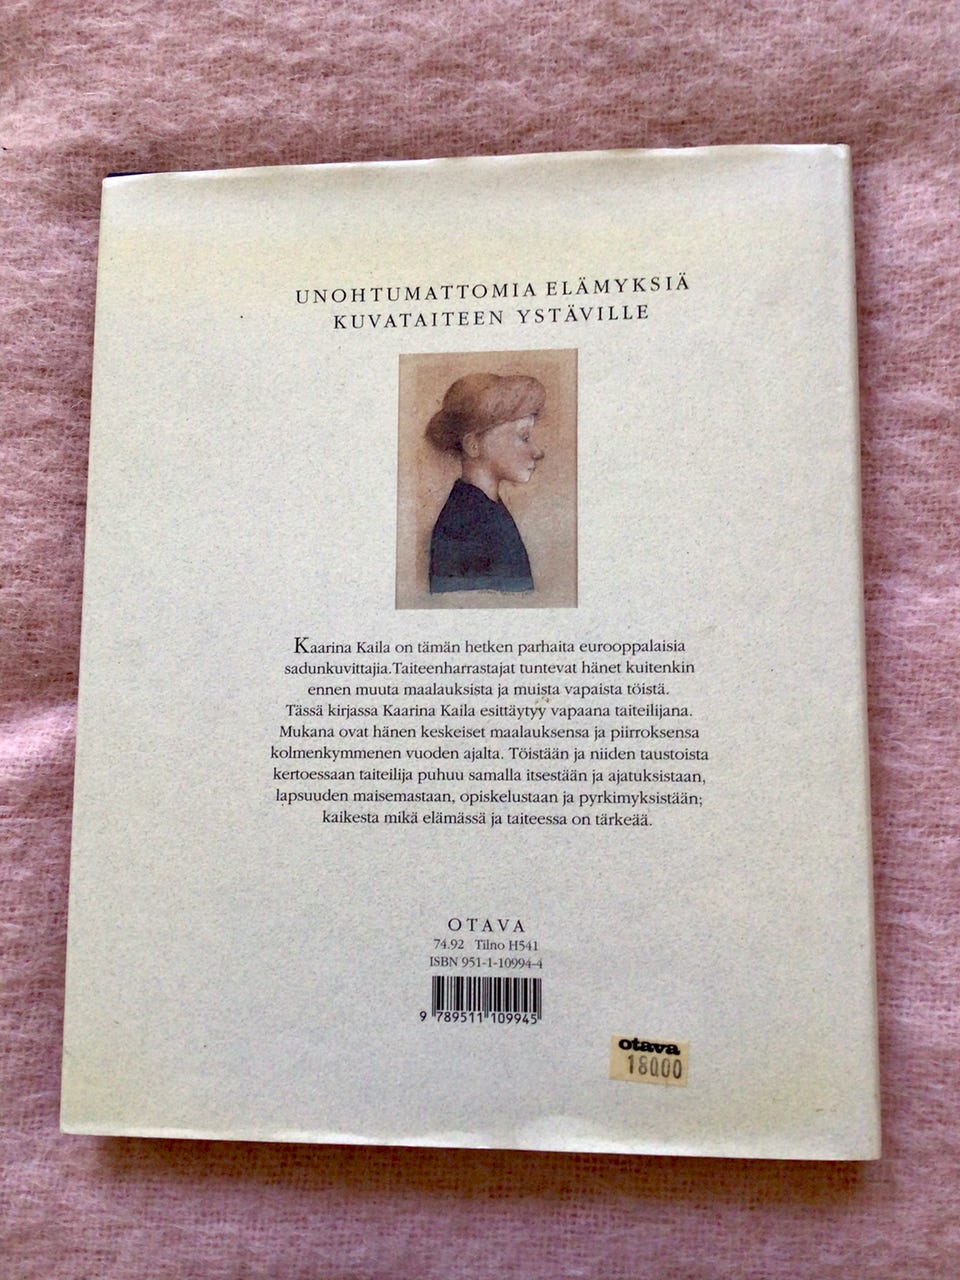 UNOHTUMATTOMIA ELÄMYKSIÄ
KUVATAITEEN YSTÄVILLE
Kaarina Kaila on tämän hetken parhaita eurooppalaisia
sadunkuvittajia. Taiteenharrastajat tuntevat hänet kuitenkin
ennen muuta maalauksista ja muista vapaista töistä.
Tässä kirjassa Kaarina Kaila esittäytyy vapaana taiteilijana.
Mukana ovat hänen keskeiset maalauksensa ja piirroksensa
kolmenkymmenen vuoden ajalta. Töistään ja niiden taustoista
kertoessaan taiteilija puhuu samalla itsestään ja ajatuksistaan,
lapsuuden maisemastaan, opiskelustaan ja pyrkimyksistään;
kaikesta mikä elämässä ja taiteessa on tärkeää.
OTAVA
74.92 Tilno H541
ISBN 951-1-10994-4
9 789511 109945
otava
18000